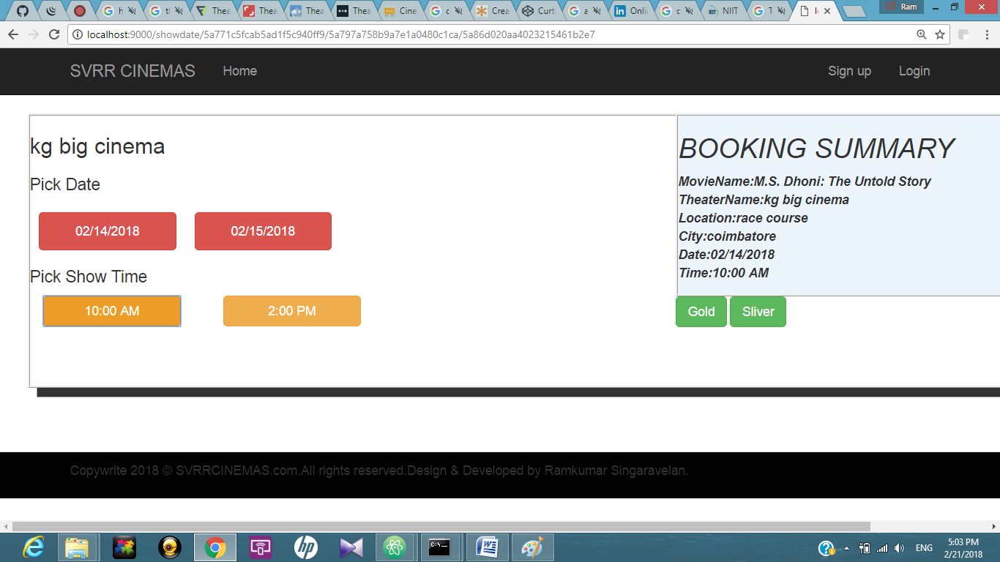 h
tl
Thea
Thea
Thea
Thea
Cine
c
Crea
Curta
a
Onlin
c
NIIT
T
Ram
localhost:9000/showdate/5a771c5fcab5ad1f5c940ff9/5a797a758b9a7e1a0480c1ca/5a86d020aa4023215461b2e7
SVRR CINEMAS Home Sign up Login
kg big cinema
Pick Date
02/14/2018 02/15/2018
Pick Show Time
10:00 AM 2:00 PM
BOOKING SUMMARY
MovieName:M.S. Dhoni: The Untold Story
TheaterName:kg big cinema
Location:race course
City:coimbatore
Date:02/14/2018
Time:10:00 AM
Gold Sliver
Copywrite 2018 © SVRRCINEMAS.com.All rights reserved.Design & Developed by Ramkumar Singaravelan.
hp
C:\_
ENG
5:03 PM
2/21/2018